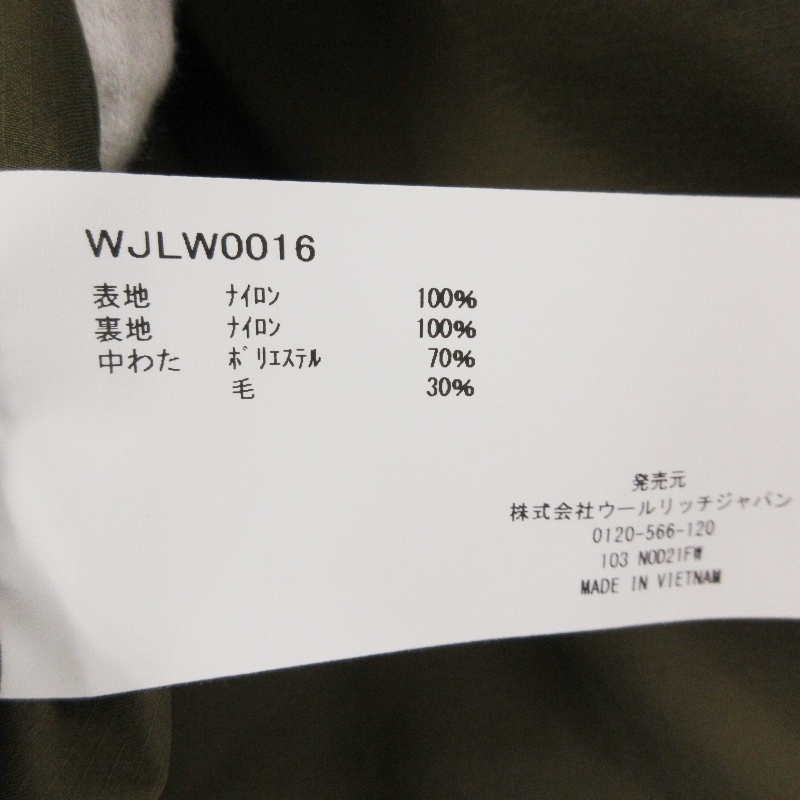 WJLW0016
表地 ﾅｲﾛﾝ 100%
裏地 ﾅｲﾛﾝ 100%
中わた ﾎﾟﾘｴｽﾃﾙ 70%
毛 30%
発売元
株式会社ウールリッチジャパン
0120-566-120
103 NOD21FW
MADE IN VIETNAM